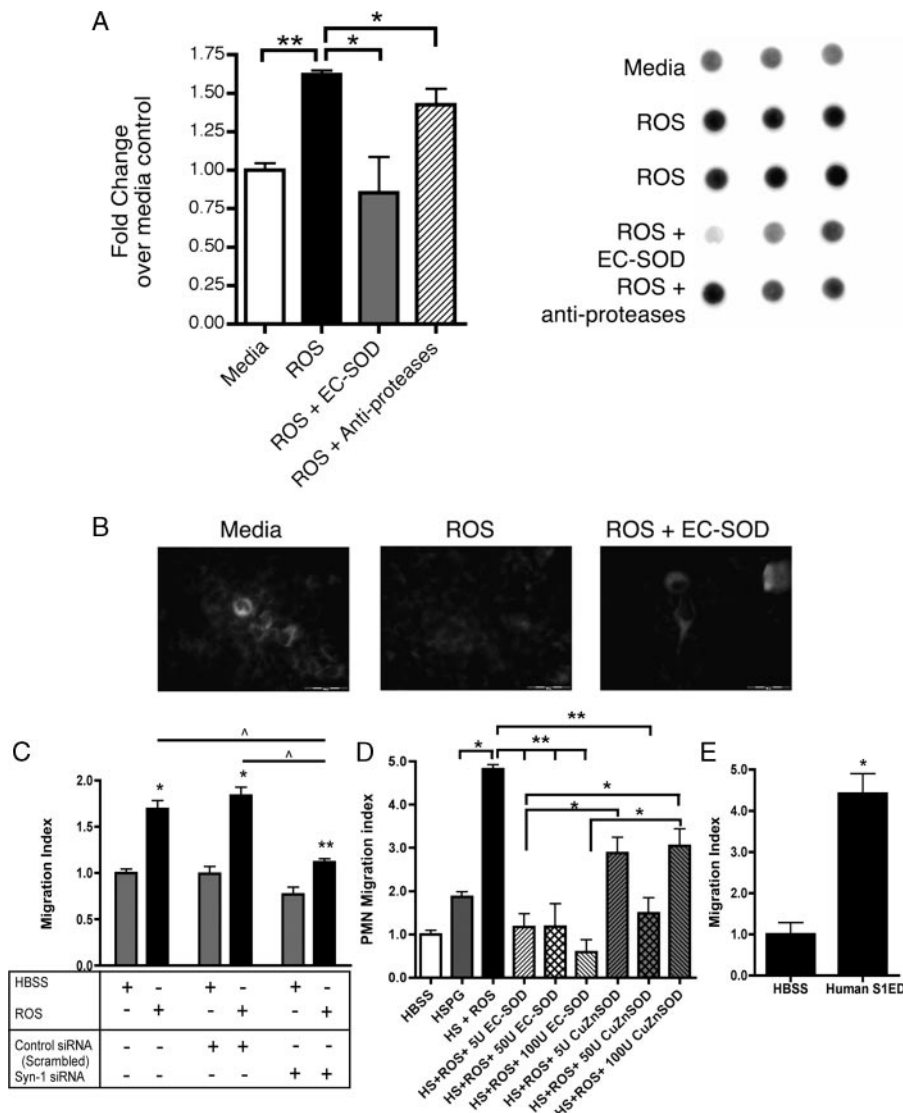 A
Fold Change
over media control
1.75
1.50
1.25
1.00
0.75
0.50
0.25
0.00
**
*
*
Media
ROS
ROS + EC-SOD
ROS + Anti-proteases
Media
ROS
ROS
ROS +
EC-SOD
ROS +
anti-proteases
B
Media
ROS
ROS + EC-SOD
C
Migration Index
2.0
1.5
1.0
0.5
0.0
^
^
*
*
**
HBSS + - + - + -
ROS - + - + - +
Control siRNA - - + + - -
(Scrambled)
Syn-1 siRNA - - - - + +
D
PMN Migration index
5.0
4.0
3.0
2.0
1.0
0.0
**
*
**
*
*
*
HBSS
HSPG
HS + ROS
HS+ROS+ 5U EC-SOD
HS+ROS+ 50U EC-SOD
HS+ROS+ 100U EC-SOD
HS+ROS+ 5U CuZnSOD
HS+ROS+ 50U CuZnSOD
HS+ROS+ 100U CuZnSOD
E
Migration Index
5.0
4.0
3.0
2.0
1.0
0.0
*
HBSS
Human S1ED